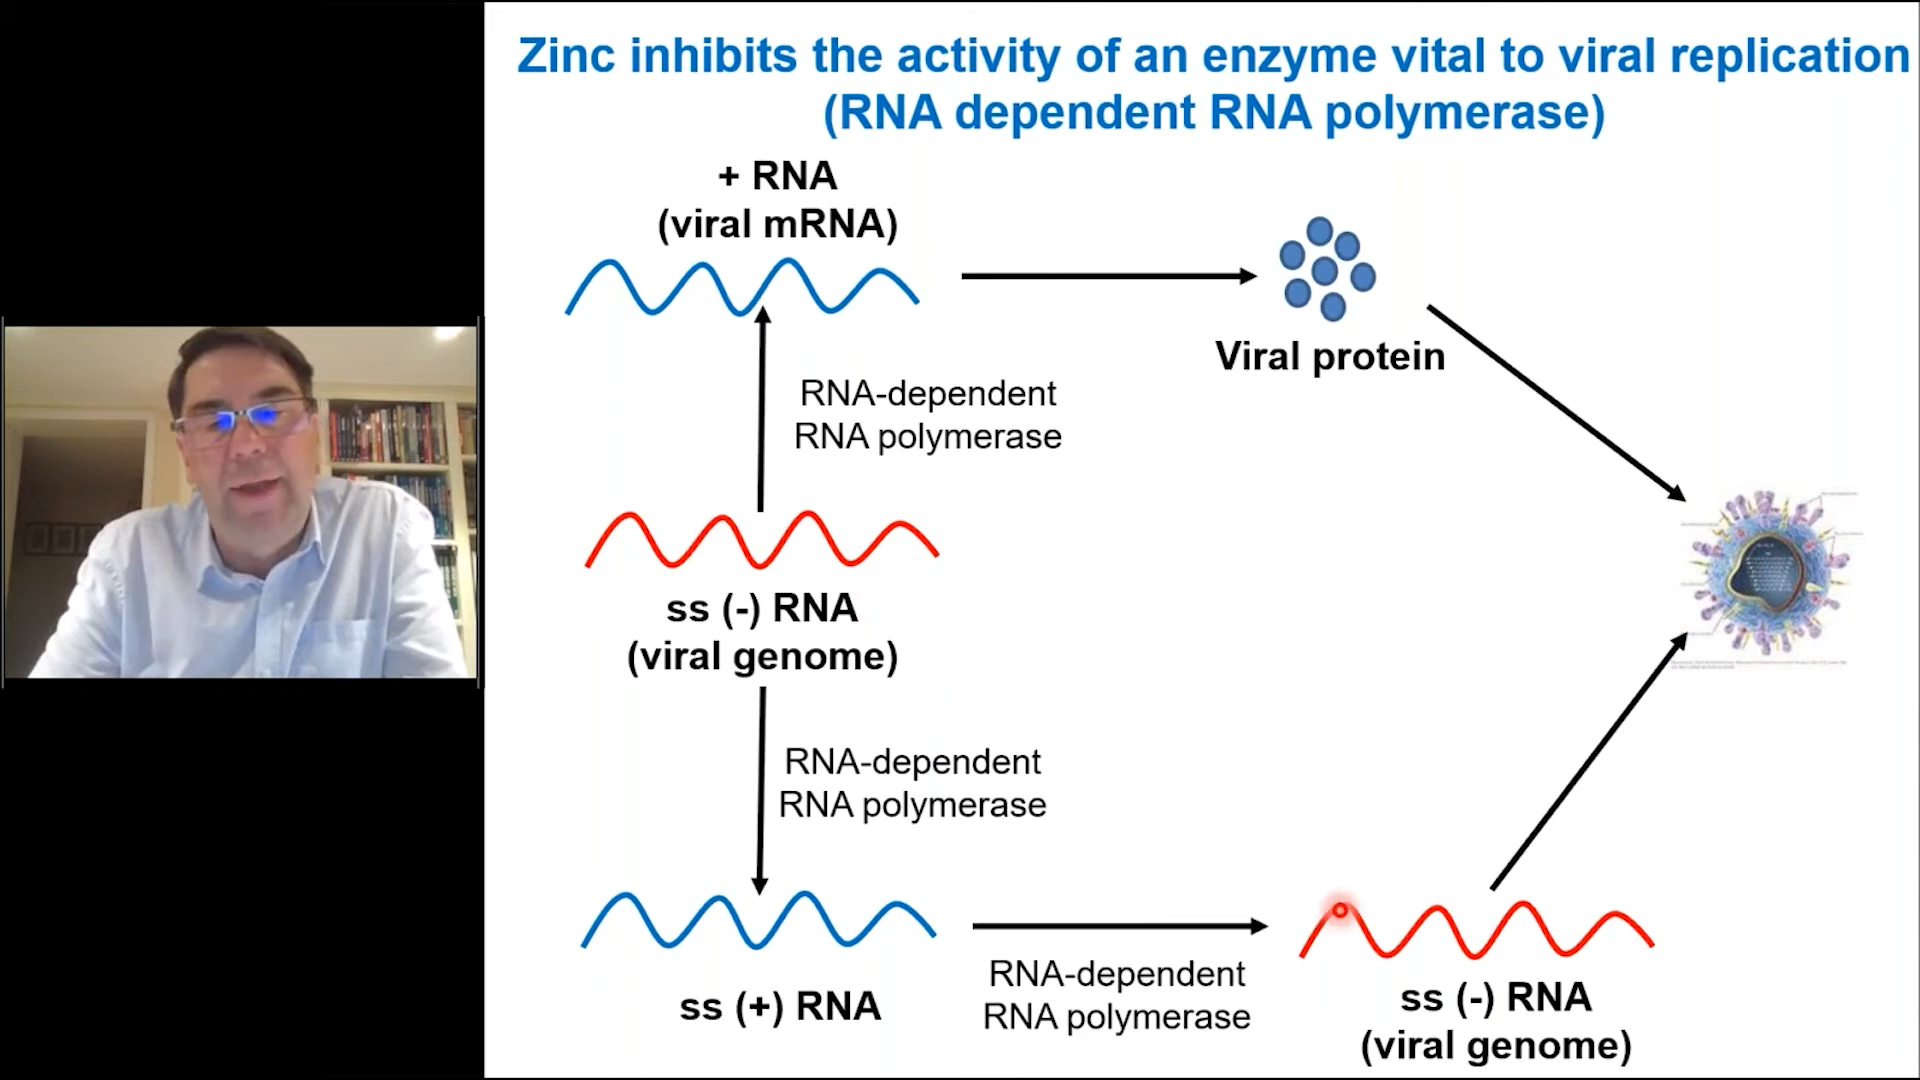 Zinc inhibits the activity of an enzyme vital to viral replication
(RNA dependent RNA polymerase)
+ RNA
(viral mRNA)
Viral protein
RNA-dependent
RNA polymerase
ss (-) RNA
(viral genome)
RNA-dependent
RNA polymerase
ss (+) RNA
RNA-dependent
RNA polymerase
ss (-) RNA
(viral genome)